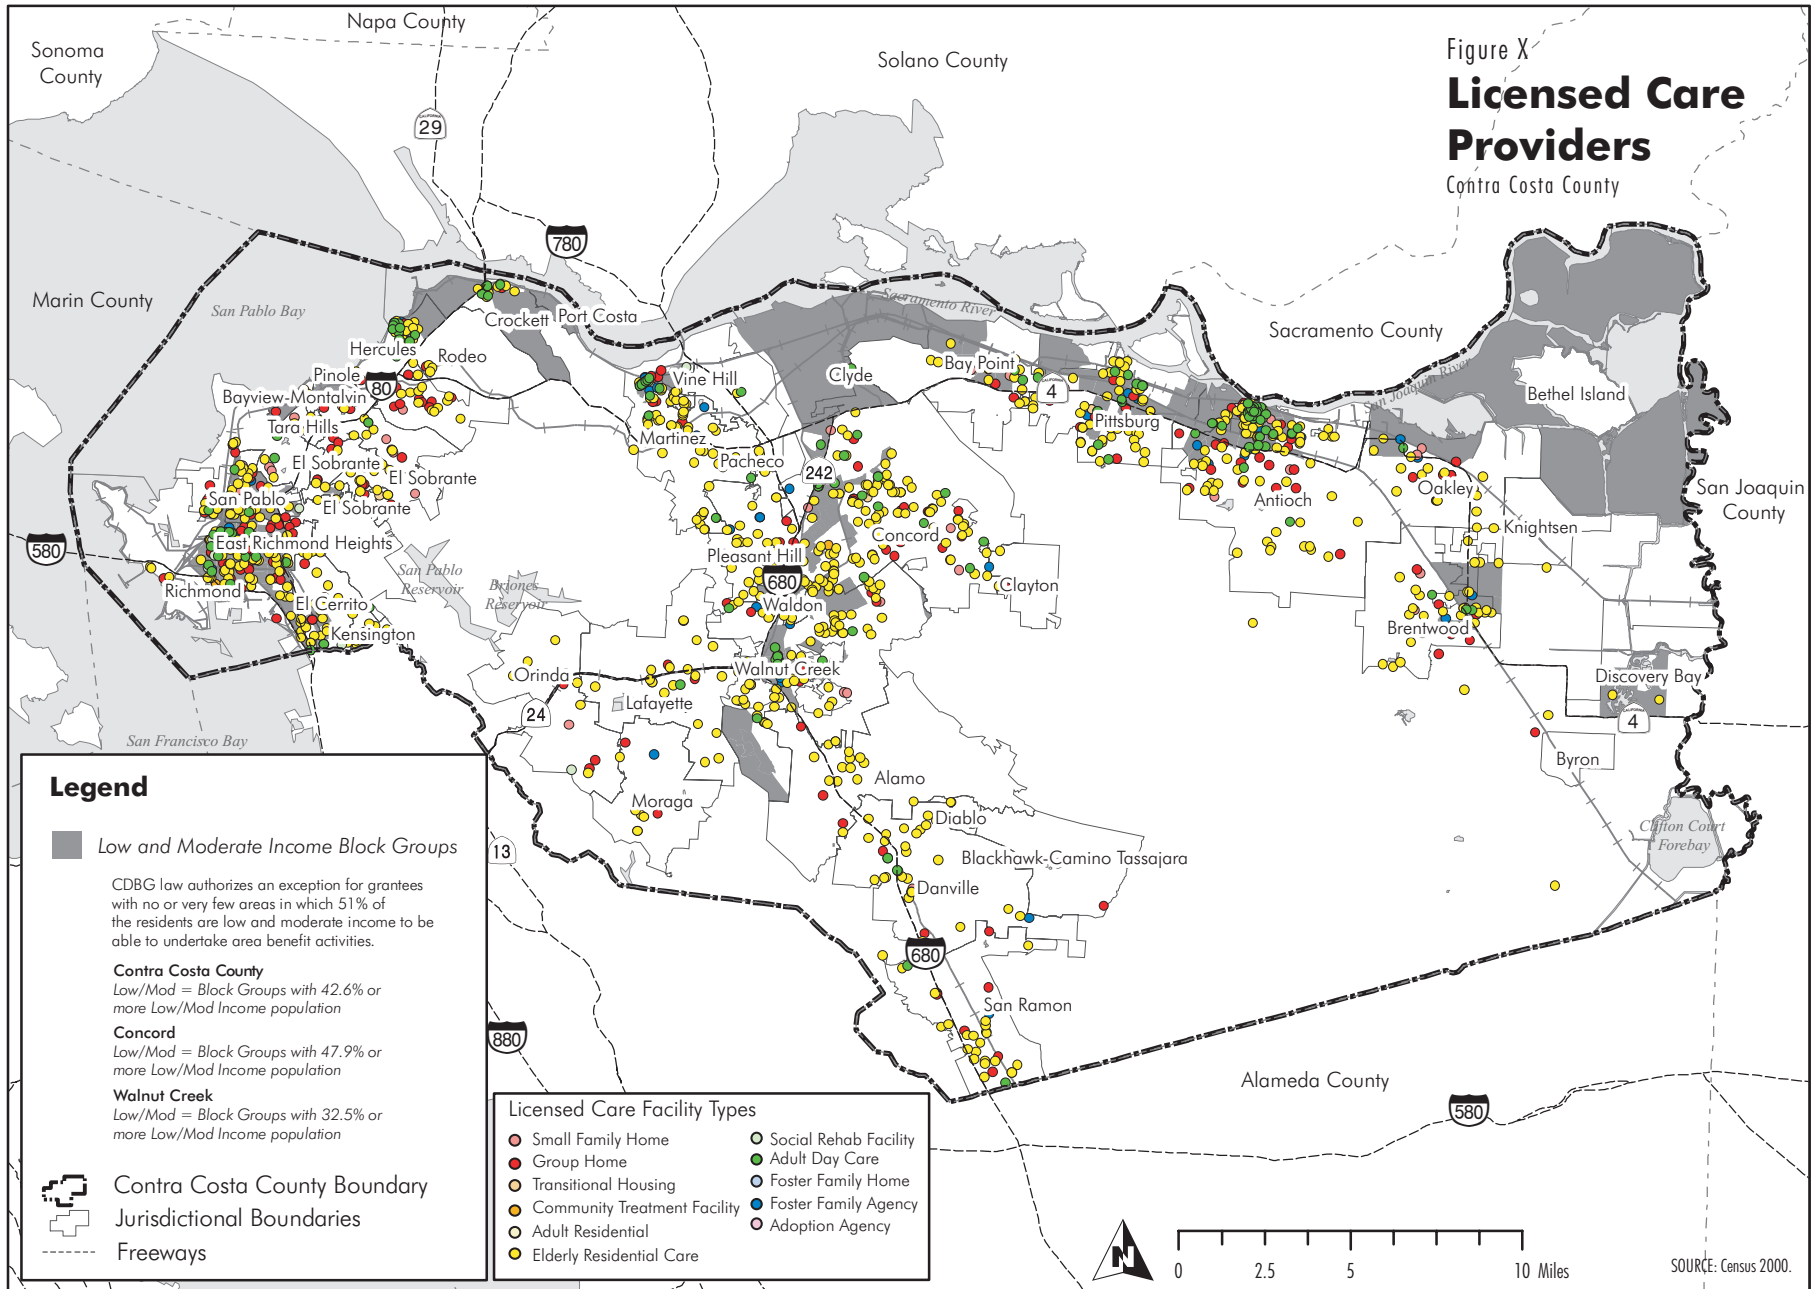 Figure X
Licensed Care
Providers
Contra Costa County
Napa County
Sonoma
County
Solano County
29
780
Marin County
San Pablo Bay
Sacramento River
Sacramento County
San Joaquin River
Crockett
Port Costa
Hercules
Rodeo
Pinole
80
Bayview-Montalvin
Tara Hills
El Sobrante
El Sobrante
El Sobrante
San Pablo
East Richmond Heights
580
Richmond
El Cerrito
Kensington
San Pablo
Reservoir
Briones
Reservoir
Vine Hill
Martinez
Pacheco
Clyde
Bay Point
CALIFORNIA
4
Pittsburg
Antioch
Oakley
Bethel Island
Knightsen
San Joaquin
County
242
Concord
Pleasant Hill
680
Waldon
Clayton
Brentwood
Walnut Creek
Orinda
Lafayette
24
Discovery Bay
CALIFORNIA
4
San Francisco Bay
Byron
Moraga
Alamo
Diablo
Blackhawk-Camino Tassajara
Danville
Clifton Court
Forebay
13
680
San Ramon
880
Alameda County
580
Legend
Low and Moderate Income Block Groups
CDBG law authorizes an exception for grantees
with no or very few areas in which 51% of
the residents are low and moderate income to be
able to undertake area benefit activities.
Contra Costa County
Low/Mod = Block Groups with 42.6% or
more Low/Mod Income population
Concord
Low/Mod = Block Groups with 47.9% or
more Low/Mod Income population
Walnut Creek
Low/Mod = Block Groups with 32.5% or
more Low/Mod Income population
Contra Costa County Boundary
Jurisdictional Boundaries
Freeways
Licensed Care Facility Types
Small Family Home
Group Home
Transitional Housing
Community Treatment Facility
Adult Residential
Elderly Residential Care
Social Rehab Facility
Adult Day Care
Foster Family Home
Foster Family Agency
Adoption Agency
N
0 2.5 5 10 Miles
SOURCE: Census 2000.